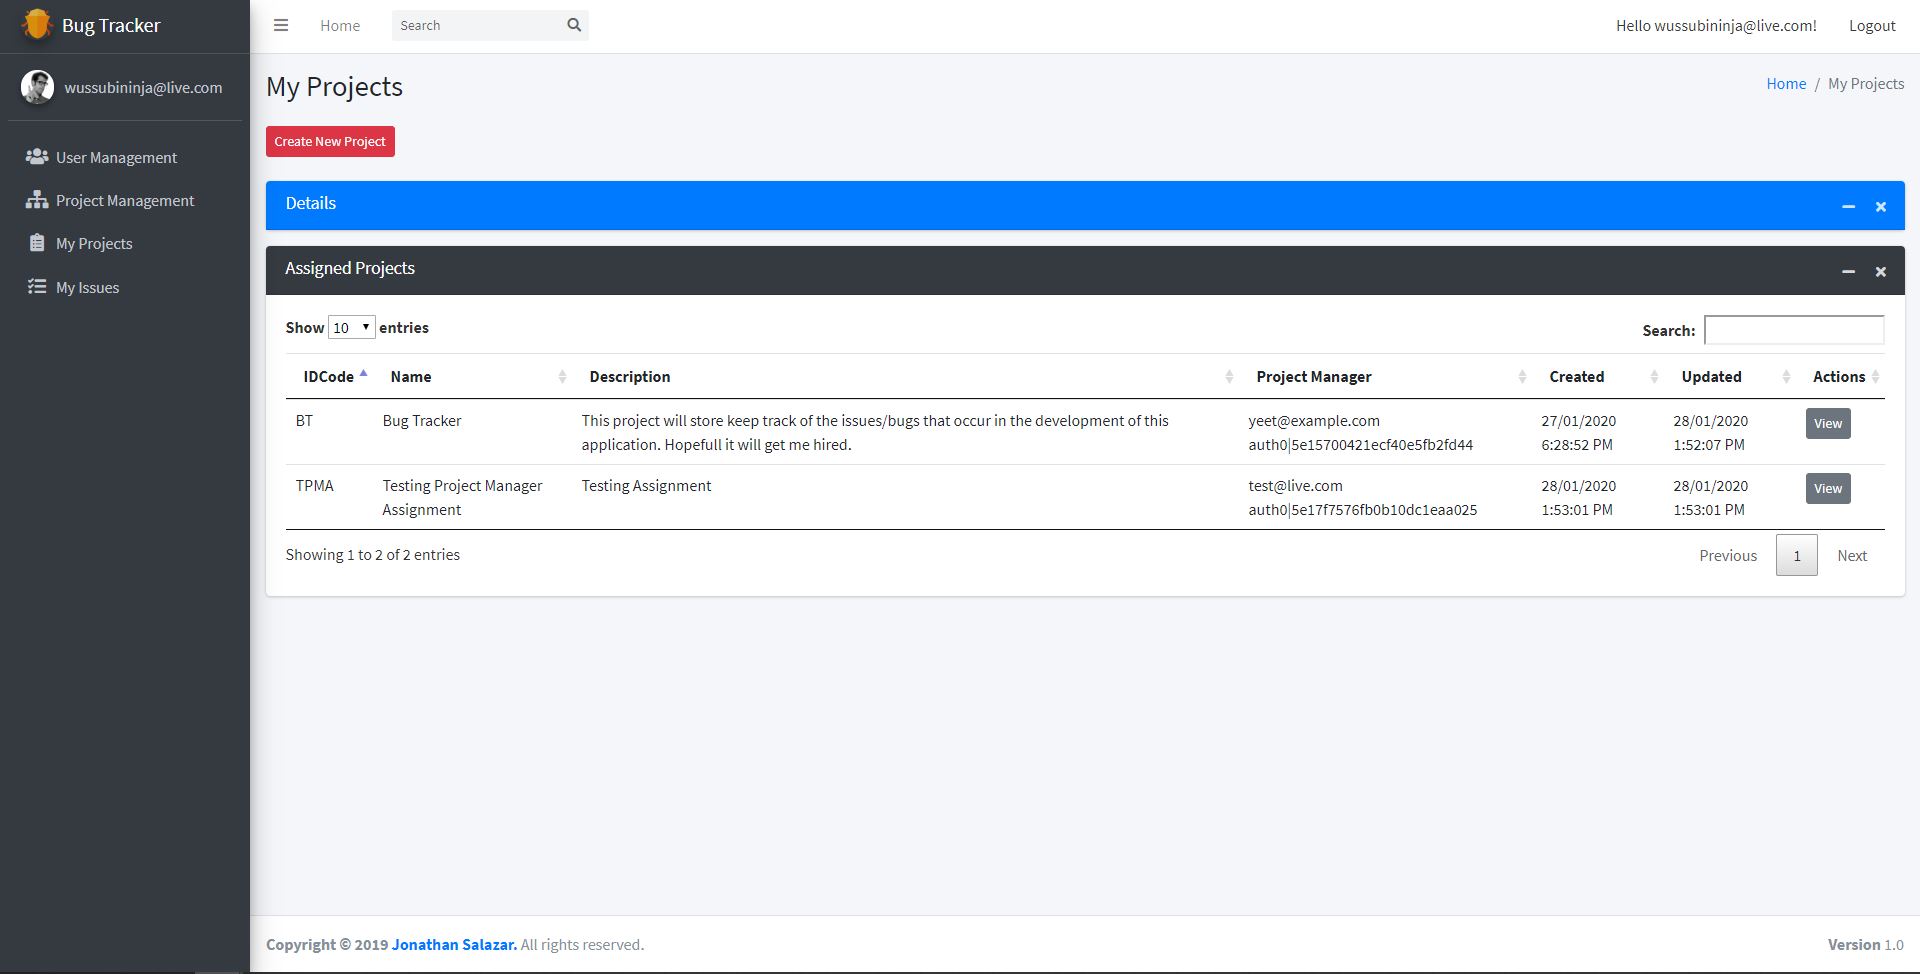 Bug Tracker
Home
Search
Hello wussubininja@live.com!
Logout
wussubininja@live.com
User Management
Project Management
My Projects
My Issues
My Projects
Home / My Projects
Create New Project
Details
Assigned Projects
Show 10 entries
Search:
IDCode Name Description Project Manager Created Updated Actions
BT Bug Tracker This project will store keep track of the issues/bugs that occur in the development of this yeet@example.com 27/01/2020 28/01/2020 View
application. Hopefull it will get me hired. auth0|5e15700421ecf40e5fb2fd44 6:28:52 PM 1:52:07 PM
TPMA Testing Project Manager Testing Assignment test@live.com 28/01/2020 28/01/2020 View
Assignment auth0|5e17f7576fb0b10dc1eaa025 1:53:01 PM 1:53:01 PM
Showing 1 to 2 of 2 entries
Previous 1 Next
Copyright © 2019 Jonathan Salazar. All rights reserved.
Version 1.0